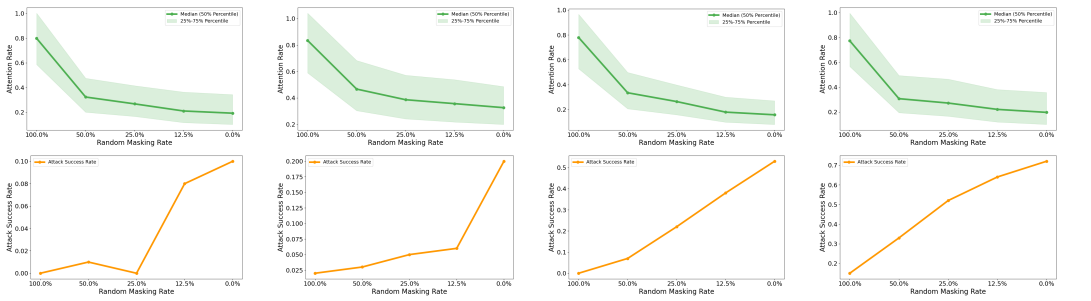 Median (50% Percentile)
25%-75% Percentile
Attention Rate
1.0
0.8
0.6
0.4
0.2
100.0% 50.0% 25.0% 12.5% 0.0%
Random Masking Rate
Median (50% Percentile)
25%-75% Percentile
Attention Rate
1.0
0.8
0.6
0.4
0.2
100.0% 50.0% 25.0% 12.5% 0.0%
Random Masking Rate
Median (50% Percentile)
25%-75% Percentile
Attention Rate
0.8
0.6
0.4
0.2
100.0% 50.0% 25.0% 12.5% 0.0%
Random Masking Rate
Median (50% Percentile)
25%-75% Percentile
Attention Rate
1.0
0.8
0.6
0.4
0.2
100.0% 50.0% 25.0% 12.5% 0.0%
Random Masking Rate
Attack Success Rate
Attack Success Rate
0.10
0.08
0.06
0.04
0.02
0.00
100.0% 50.0% 25.0% 12.5% 0.0%
Random Masking Rate
Attack Success Rate
Attack Success Rate
0.200
0.175
0.150
0.125
0.100
0.075
0.050
0.025
100.0% 50.0% 25.0% 12.5% 0.0%
Random Masking Rate
Attack Success Rate
Attack Success Rate
0.5
0.4
0.3
0.2
0.1
0.0
100.0% 50.0% 25.0% 12.5% 0.0%
Random Masking Rate
Attack Success Rate
Attack Success Rate
0.7
0.6
0.5
0.4
0.3
0.2
100.0% 50.0% 25.0% 12.5% 0.0%
Random Masking Rate